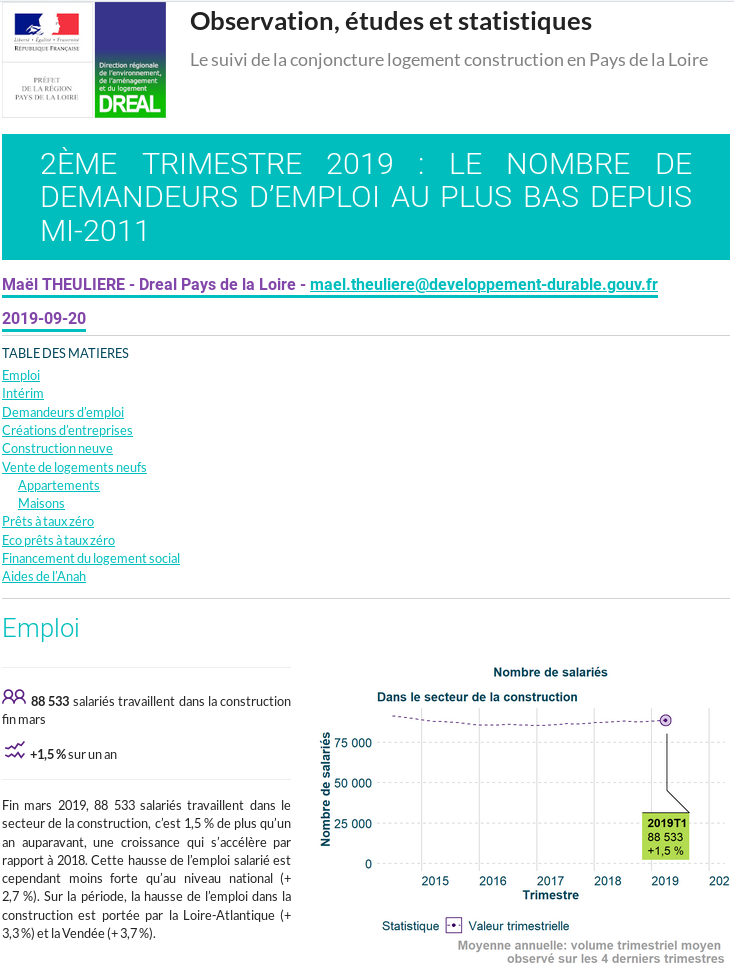 Liberté • Égalité • Fraternité
RÉPUBLIQUE FRANÇAISE
PRÉFET
DE LA RÉGION
PAYS DE LA LOIRE
Direction régionale
de l'environnement,
de l'aménagement
et du logement
DREAL
Observation, études et statistiques
Le suivi de la conjoncture logement construction en Pays de la Loire
2ÈME TRIMESTRE 2019 : LE NOMBRE DE
DEMANDEURS D'EMPLOI AU PLUS BAS DEPUIS
MI-2011
Maël THEULIERE - Dreal Pays de la Loire - mael.theuliere@developpement-durable.gouv.fr
2019-09-20
TABLE DES MATIERES
Emploi
Intérim
Demandeurs d'emploi
Créations d'entreprises
Construction neuve
Vente de logements neufs
Appartements
Maisons
Prêts à taux zéro
Eco prêts à taux zéro
Financement du logement social
Aides de l'Anah
Emploi
88 533 salariés travaillent dans la construction
fin mars
+1,5 % sur un an
Fin mars 2019, 88 533 salariés travaillent dans le
secteur de la construction, c'est 1,5 % de plus qu'un
an auparavant, une croissance qui s'accélère par
rapport à 2018. Cette hausse de l'emploi salarié est
cependant moins forte qu'au niveau national (+
2,7 %). Sur la période, la hausse de l'emploi dans la
construction est portée par la Loire-Atlantique (+
3,3 %) et la Vendée (+ 3,7 %).
Nombre de salariés
Dans le secteur de la construction
Nombre de salariés
75 000
50 000
25 000
0
2019T1
88 533
+1,5 %
2015 2016 2017 2018 2019 202
Trimestre
Statistique Valeur trimestrielle
Moyenne annuelle: volume trimestriel moyen
observé sur les 4 derniers trimestres